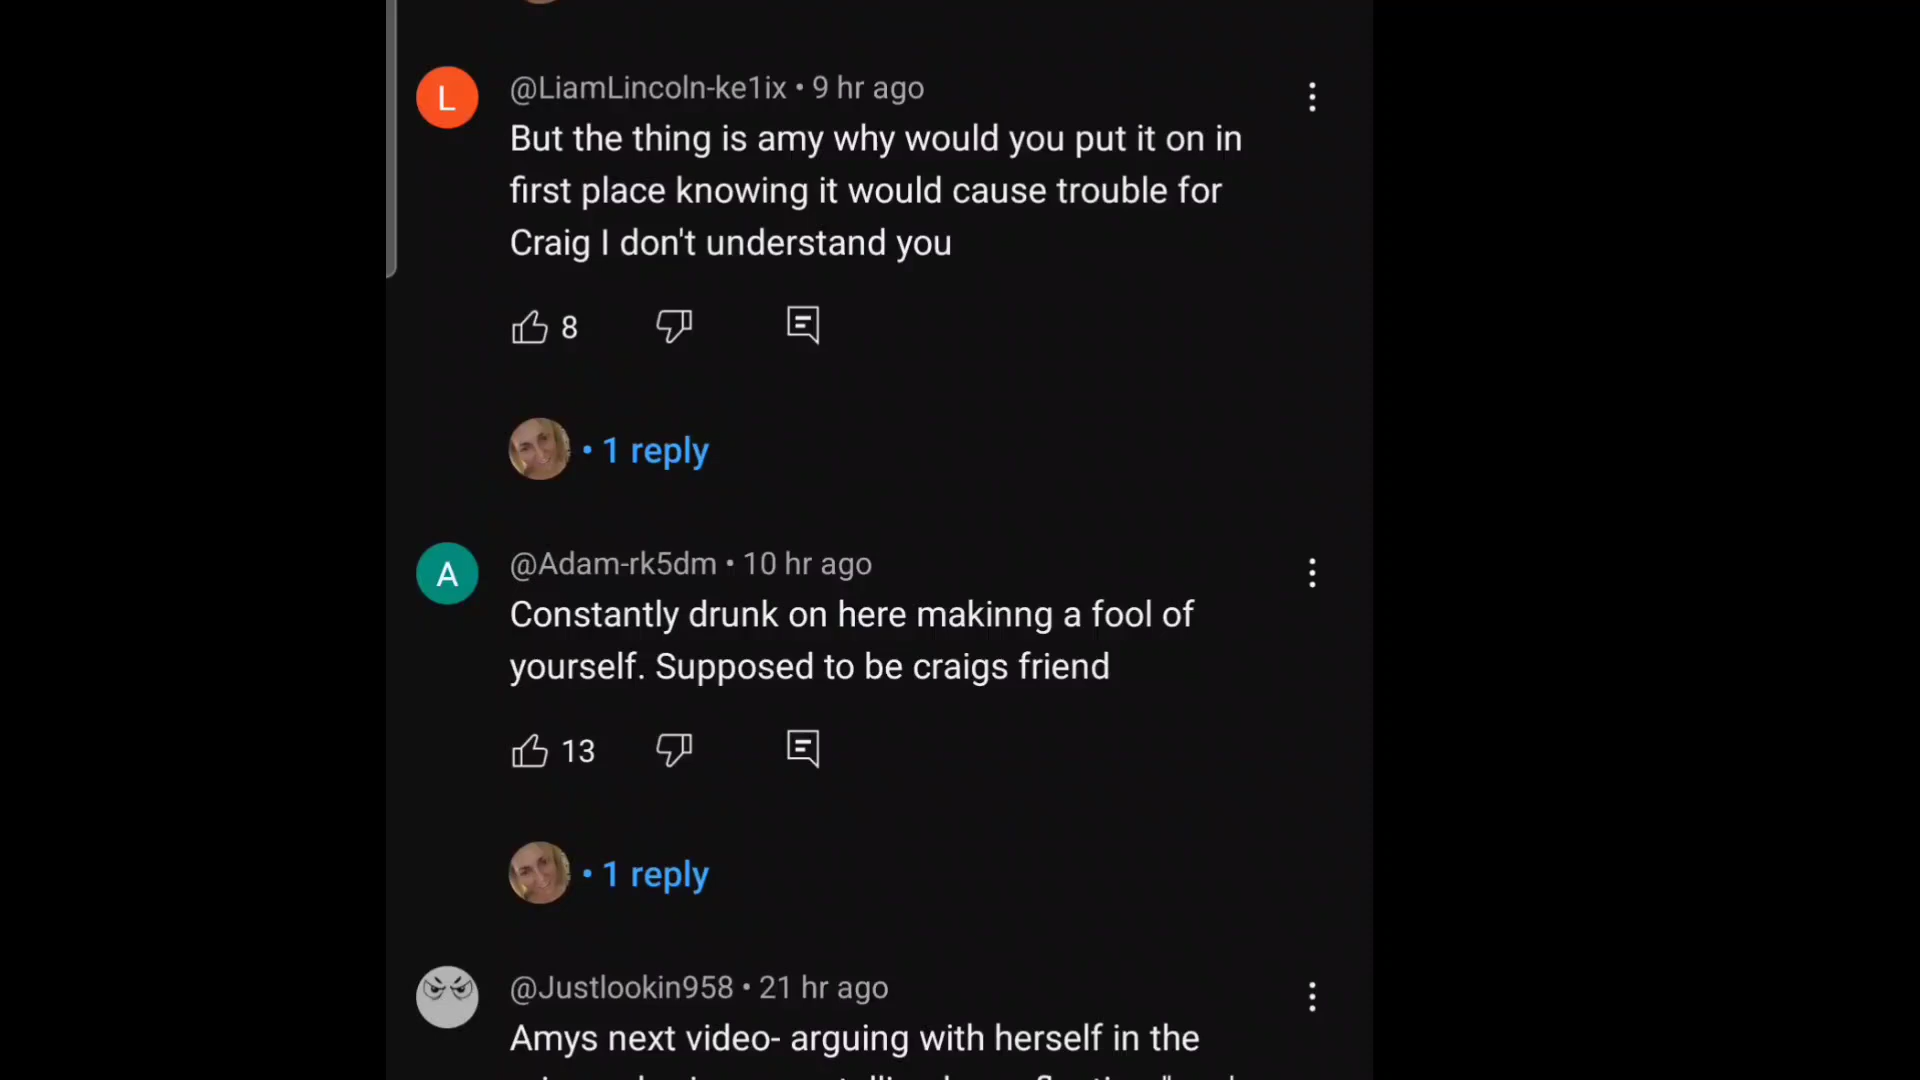 L
@LiamLincoln-ke1ix • 9 hr ago
But the thing is amy why would you put it on in
first place knowing it would cause trouble for
Craig I don't understand you
8
• 1 reply
A
@Adam-rk5dm • 10 hr ago
Constantly drunk on here makinng a fool of
yourself. Supposed to be craigs friend
13
• 1 reply
@Justlookin958 • 21 hr ago
Amys next video- arguing with herself in the